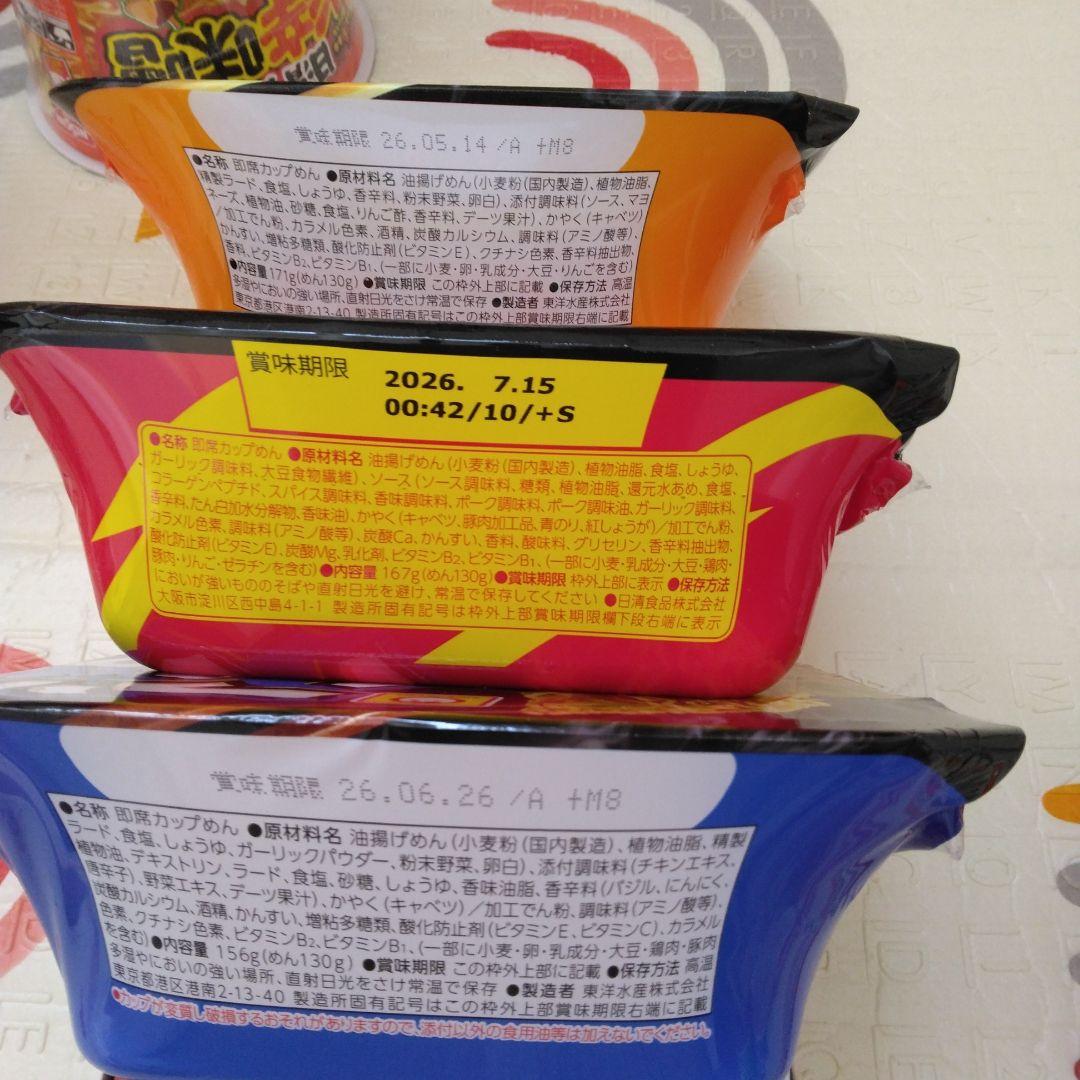 味噌
賞味期限 26.05.14 /A +M8
●名称 即席カップめん ●原材料名 油揚げめん(小麦粉(国内製造)、植物油脂、
精製ラード、食塩、しょうゆ、香辛料、粉末野菜、卵白)、添付調味料(ソース、マヨ
ネーズ、植物油、砂糖、食塩、りんご酢、香辛料、デーツ果汁)、かやく(キャベツ)
/加工でん粉、カラメル色素、酒精、炭酸カルシウム、調味料(アミノ酸等)、
かんすい、増粘多糖類、酸化防止剤(ビタミンE)、クチナシ色素、香辛料抽出物、
香料、ビタミンB₂、ビタミンB₁、(一部に小麦・卵・乳成分・大豆・りんごを含む)
●内容量 171g(めん130g) ●賞味期限 この枠外上部に記載 ●保存方法 高温
多湿やにおいの強い場所、直射日光をさけ常温で保存 ●製造者 東洋水産株式会社
東京都港区港南2-13-40 製造所固有記号はこの枠外上部賞味期限右端に記載
賞味期限 2026. 7.15
00:42/10/+S
●名称 即席カップめん ●原材料名 油揚げめん(小麦粉(国内製造)、植物油脂、食塩、しょうゆ、
ガーリック調味料、大豆食物繊維)、ソース(ソース調味料、糖類、植物油脂、還元水あめ、食塩、
コラーゲンペプチド、スパイス調味料、香味調味料、ポーク調味料、ポーク調味油、ガーリック調味料、
香辛料、たん白加水分解物、香味油)、かやく(キャベツ、豚肉加工品、青のり、紅しょうが)/加工でん粉、
カラメル色素、調味料(アミノ酸等)、炭酸Ca、かんすい、香料、酸味料、グリセリン、香辛料抽出物、
酸化防止剤(ビタミンE)、炭酸Mg、乳化剤、ビタミンB₂、ビタミンB₁、(一部に小麦・乳成分・大豆・鶏肉・
豚肉・りんご・ゼラチンを含む) ●内容量 167g(めん130g) ●賞味期限 枠外上部に表示 ●保存方法
においが強いもののそばや直射日光を避け、常温で保存してください ●日清食品株式会社
大阪市淀川区西中島4-1-1 製造所固有記号は枠外上部賞味期限欄下段右端に表示
賞味期限 26.06.26 /A +M8
●名称 即席カップめん ●原材料名 油揚げめん(小麦粉(国内製造)、植物油脂、精製
ラード、食塩、しょうゆ、ガーリックパウダー、粉末野菜、卵白)、添付調味料(チキンエキス、
植物油、デキストリン、ラード、食塩、砂糖、しょうゆ、香味油脂、香辛料(バジル、にんにく、
唐辛子)、野菜エキス、デーツ果汁)、かやく(キャベツ)/加工でん粉、調味料(アミノ酸等)、
炭酸カルシウム、酒精、かんすい、増粘多糖類、酸化防止剤(ビタミンE、ビタミンC)、カラメル
色素、クチナシ色素、ビタミンB₂、ビタミンB₁、(一部に小麦・卵・乳成分・大豆・鶏肉・豚肉
を含む) ●内容量 156g(めん130g) ●賞味期限 この枠外上部に記載 ●保存方法 高温
多湿やにおいの強い場所、直射日光をさけ常温で保存 ●製造者 東洋水産株式会社
東京都港区港南2-13-40 製造所固有記号はこの枠外上部賞味期限右端に記載
●カップが変質し破損するおそれがありますので、添付以外の食用油等は加えないでください。